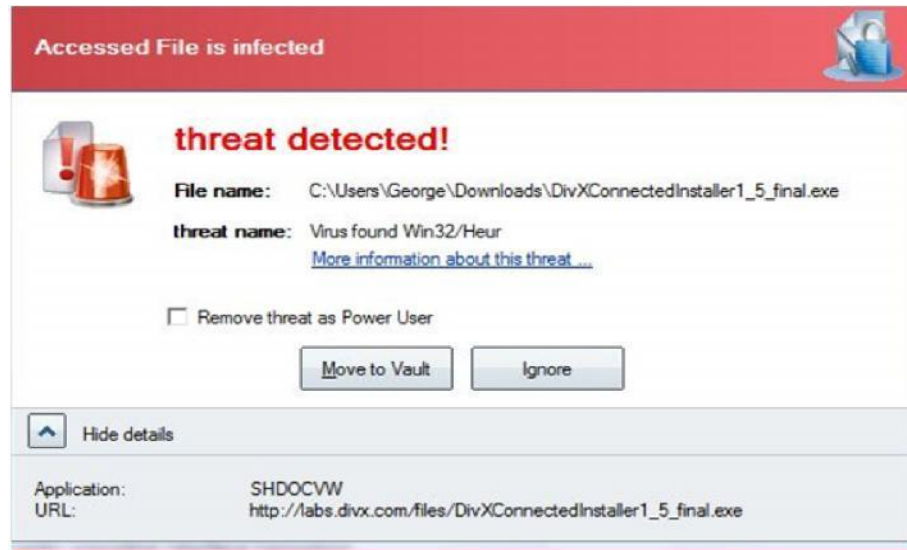 Accessed File is infected
threat detected!
File name: C:\Users\George\Downloads\DivXConnectedInstaller1_5_final.exe
threat name: Virus found Win32/Heur
More information about this threat ...
Remove threat as Power User
Move to Vault Ignore
Hide details
Application: SHDOCVW
URL: http://labs.divx.com/files/DivXConnectedInstaller1_5_final.exe